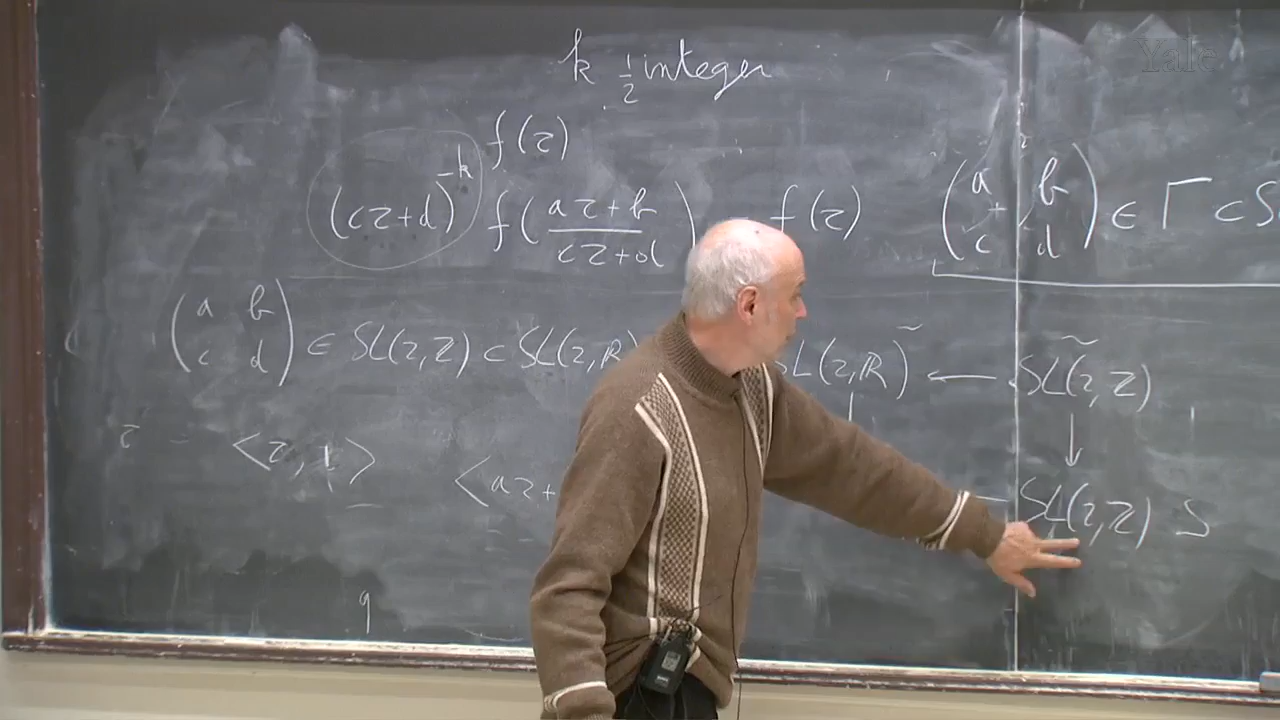 Yale
k ½ integer
f(z)
(cz+d)^{-k} f(az+b / cz+d) = f(z) (a b / c d) ∈ Γ ⊂ S
(a b / c d) ∈ SL(2,Z) ⊂ SL(2,R) SL(2,R)~ ← SL~(2,Z)
↓
z <z,1> <az+ SL(2,Z) S
9